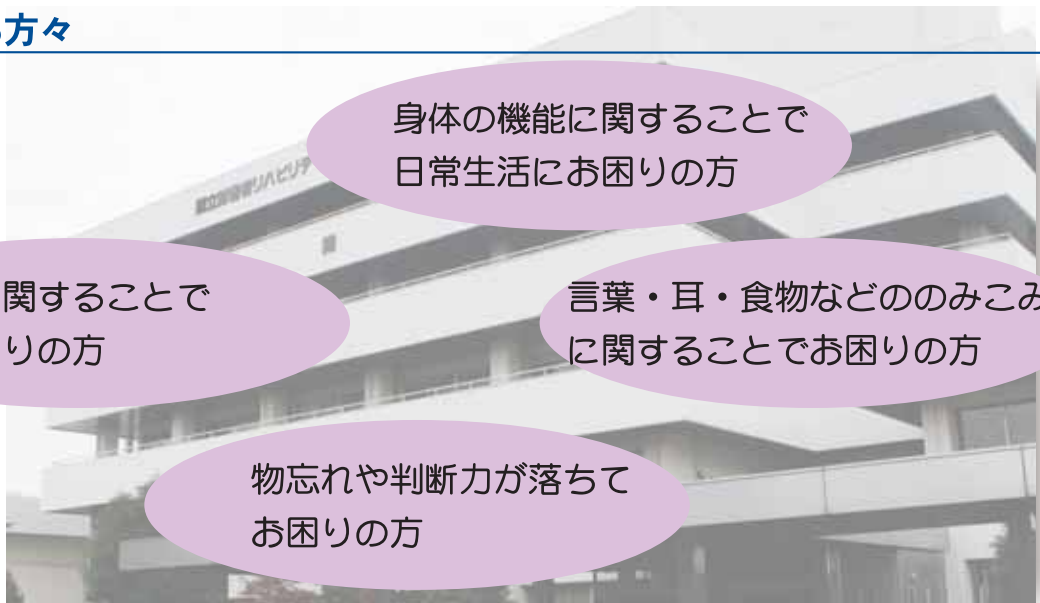 方々
身体の機能に関することで
日常生活にお困りの方
関することで
りの方
言葉・耳・食物などののみこみ
に関することでお困りの方
物忘れや判断力が落ちて
お困りの方